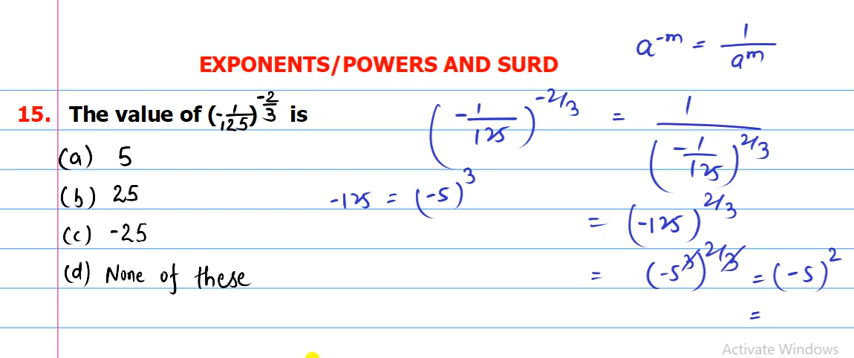 a^-m = 1/a^m
EXPONENTS/POWERS AND SURD
15. The value of (-1/125)^-2/3 is
(-1/125)^-2/3 = 1/(-1/125)^2/3
(a) 5
(b) 25
-125 = (-5)^3
= (-125)^2/3
(c) -25
(d) None of these
= (-5^3)^2/3 = (-5)^2
=
Activate Windows